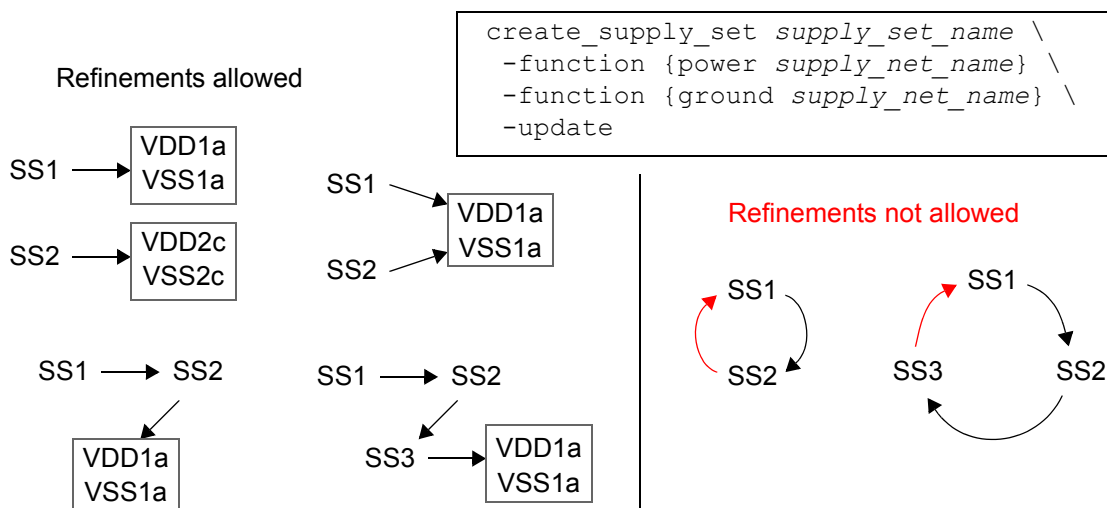 create_supply_set supply_set_name \
-function {power supply_net_name} \
-function {ground supply_net_name} \
-update
Refinements allowed
SS1
VDD1a
VSS1a
SS2
VDD2c
VSS2c
SS1
SS2
VDD1a
VSS1a
SS1
SS2
VDD1a
VSS1a
SS1
SS2
SS3
VDD1a
VSS1a
Refinements not allowed
SS1
SS2
SS1
SS3
SS2